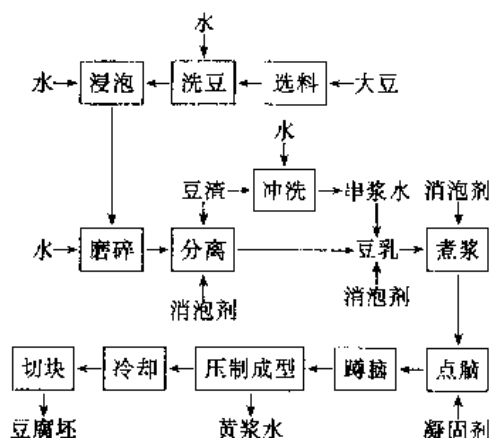 水
水 浸泡 洗豆 选料 大豆
水
豆渣 冲洗 串浆水 消泡剂
水 磨碎 分离 豆乳 煮浆
消泡剂 消泡剂
切块 冷却 压制成型 蹲脑 点脑
豆腐坯 黄浆水 凝固剂